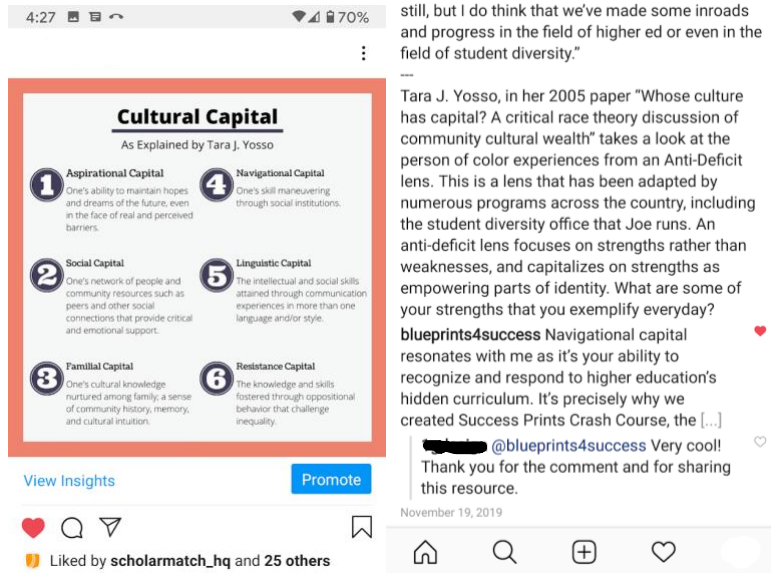 4:27
70%
Cultural Capital
As Explained by Tara J. Yosso
1
Aspirational Capital
One's ability to maintain hopes
and dreams of the future, even
in the face of real and perceived
barriers.
2
Social Capital
One's network of people and
community resources such as
peers and other social
connections that provide critical
and emotional support.
3
Familial Capital
One's cultural knowledge
nurtured among family, a sense
of community history, memory,
and cultural intuition.
4
Navigational Capital
One's skill maneuvering
through social institutions.
5
Linguistic Capital
The intellectual and social skills
attained through communication
experiences in more than one
language and/or style.
6
Resistance Capital
The knowledge and skills
fostered through oppositional
behavior that challenge
inequality.
View Insights
Promote
Liked by scholarmatch_hq and 25 others
still, but I do think that we've made some inroads
and progress in the field of higher ed or even in the
field of student diversity."
---
Tara J. Yosso, in her 2005 paper "Whose culture
has capital? A critical race theory discussion of
community cultural wealth" takes a look at the
person of color experiences from an Anti-Deficit
lens. This is a lens that has been adapted by
numerous programs across the country, including
the student diversity office that Joe runs. An
anti-deficit lens focuses on strengths rather than
weaknesses, and capitalizes on strengths as
empowering parts of identity. What are some of
your strengths that you exemplify everyday?
blueprints4success Navigational capital
resonates with me as it's your ability to
recognize and respond to higher education's
hidden curriculum. It's precisely why we
created Success Prints Crash Course, the [...]
@blueprints4success Very cool!
Thank you for the comment and for sharing
this resource.
November 19, 2019